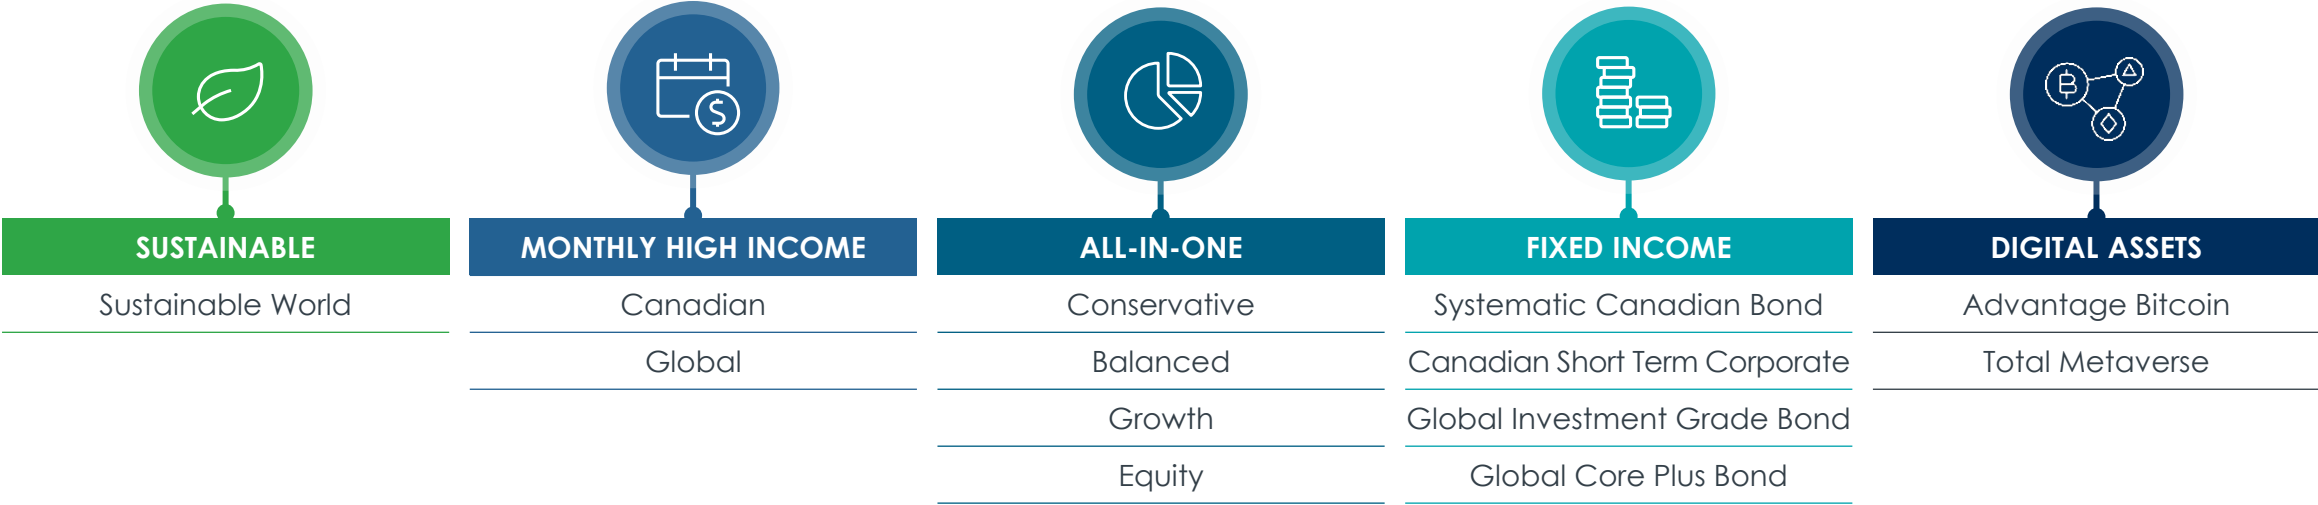 SUSTAINABLE
Sustainable World
MONTHLY HIGH INCOME
Canadian
Global
ALL-IN-ONE
Conservative
Balanced
Growth
Equity
FIXED INCOME
Systematic Canadian Bond
Canadian Short Term Corporate
Global Investment Grade Bond
Global Core Plus Bond
DIGITAL ASSETS
Advantage Bitcoin
Total Metaverse